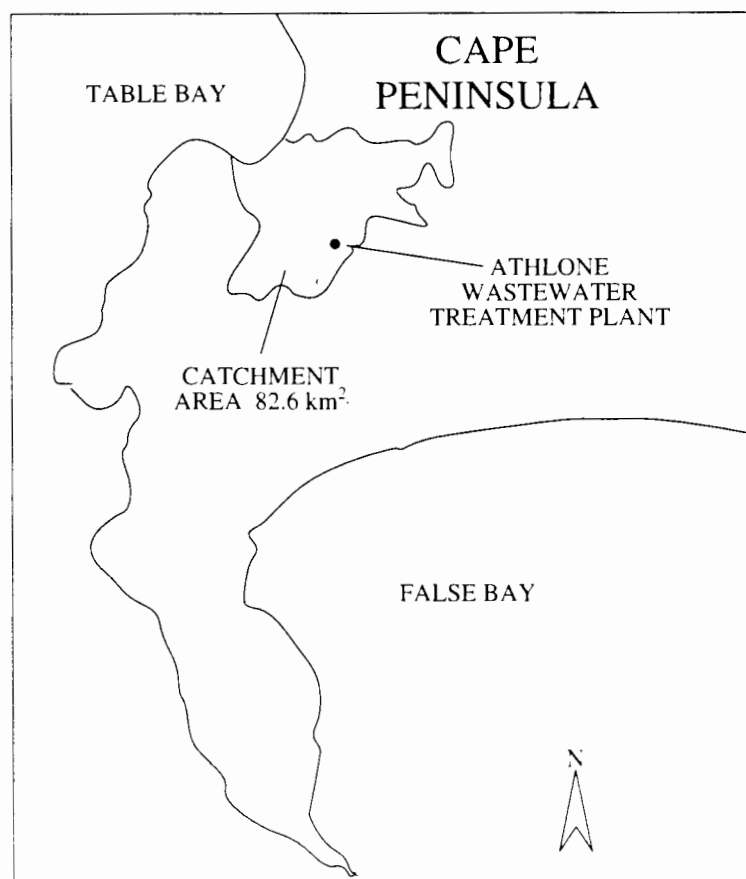 CAPE
PENINSULA
TABLE BAY
ATHLONE
WASTEWATER
TREATMENT PLANT
CATCHMENT
AREA 82.6 km²
FALSE BAY
N